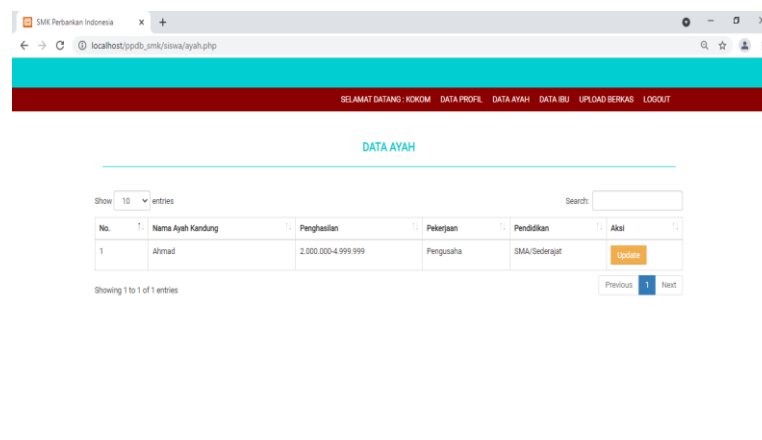 SMK Perbankan Indonesia
localhost/ppdb_smk/siswa/ayah.php
SELAMAT DATANG : KOKOM DATA PROFIL DATA AYAH DATA IBU UPLOAD BERKAS LOGOUT
DATA AYAH
Show 10 entries Search:
No. Nama Ayah Kandung Penghasilan Pekerjaan Pendidikan Aksi
1 Ahmad 2.000.000-4.999.999 Pengusaha SMA/Sederajat Update
Showing 1 to 1 of 1 entries Previous 1 Next